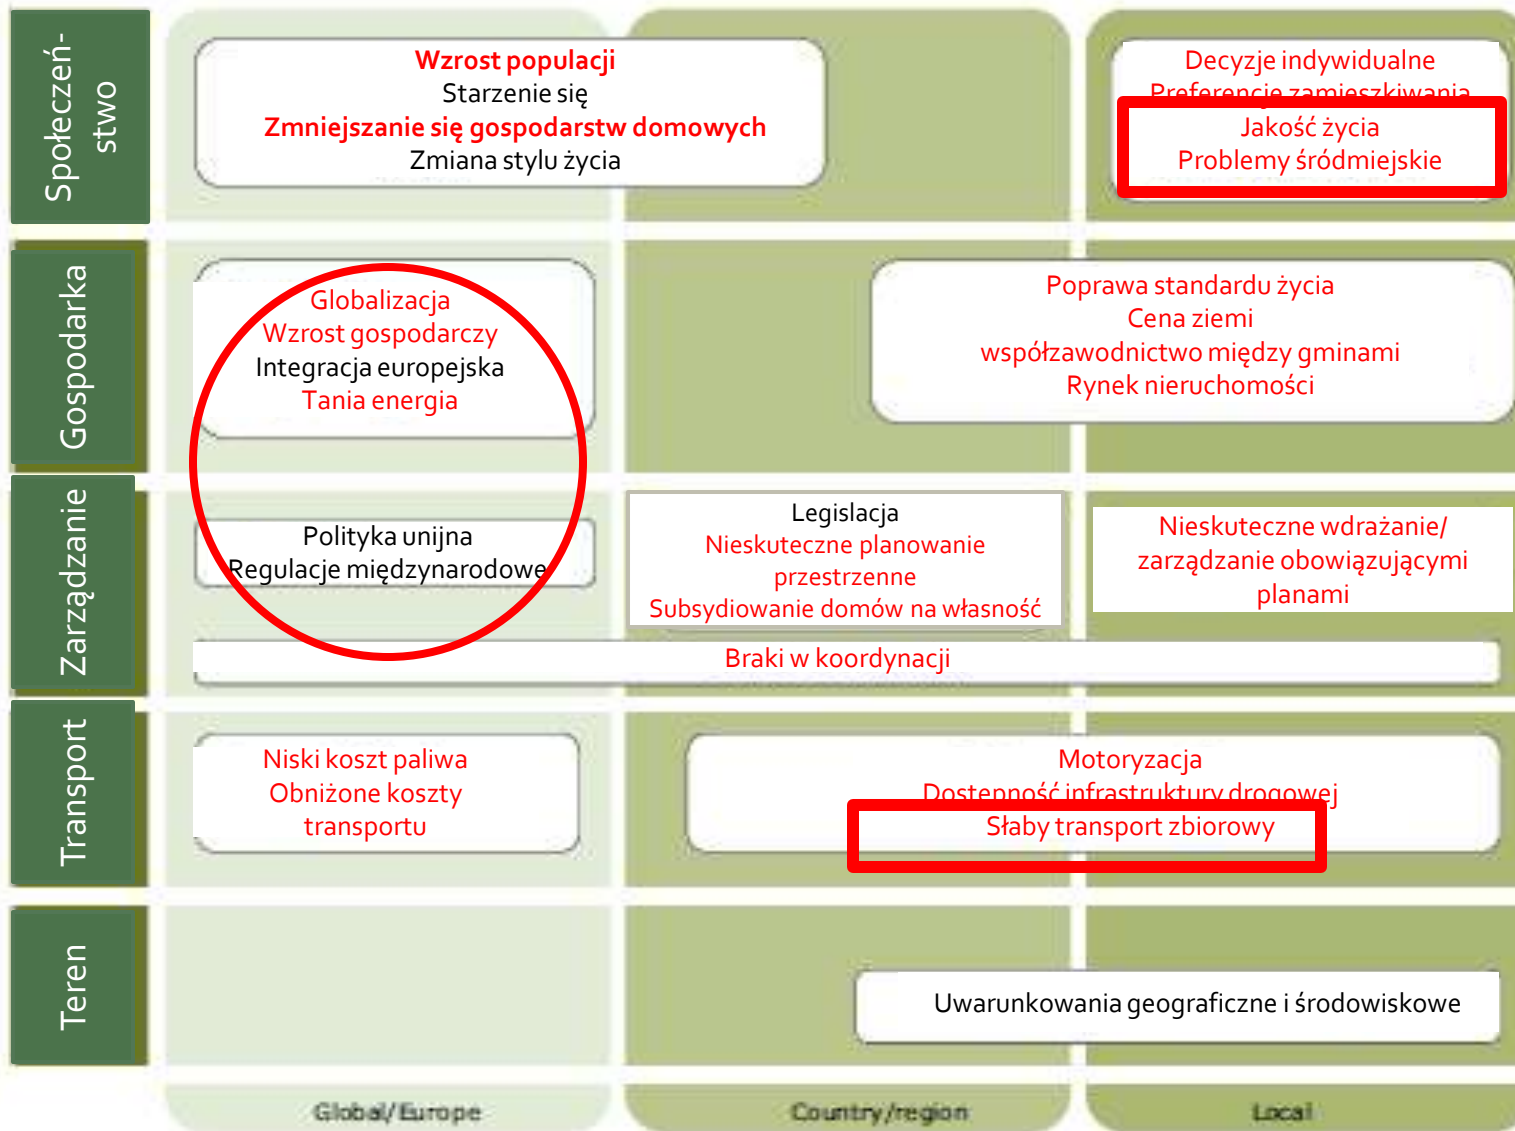 Społeczeń-
stwo
Wzrost populacji
Starzenie się
Zmniejszanie się gospodarstw domowych
Zmiana stylu życia
Decyzje indywidualne
Preferencje zamieszkiwania
Jakość życia
Problemy śródmiejskie
Gospodarka
Globalizacja
Wzrost gospodarczy
Integracja europejska
Tania energia
Poprawa standardu życia
Cena ziemi
współzawodnictwo między gminami
Rynek nieruchomości
Zarządzanie
Polityka unijna
Regulacje międzynarodowe
Legislacja
Nieskuteczne planowanie
przestrzenne
Subsydiowanie domów na własność
Nieskuteczne wdrażanie/
zarządzanie obowiązującymi
planami
Braki w koordynacji
Transport
Niski koszt paliwa
Obniżone koszty
transportu
Motoryzacja
Dostępność infrastruktury drogowej
Słaby transport zbiorowy
Teren
Uwarunkowania geograficzne i środowiskowe
Global/Europe
Country/region
Local